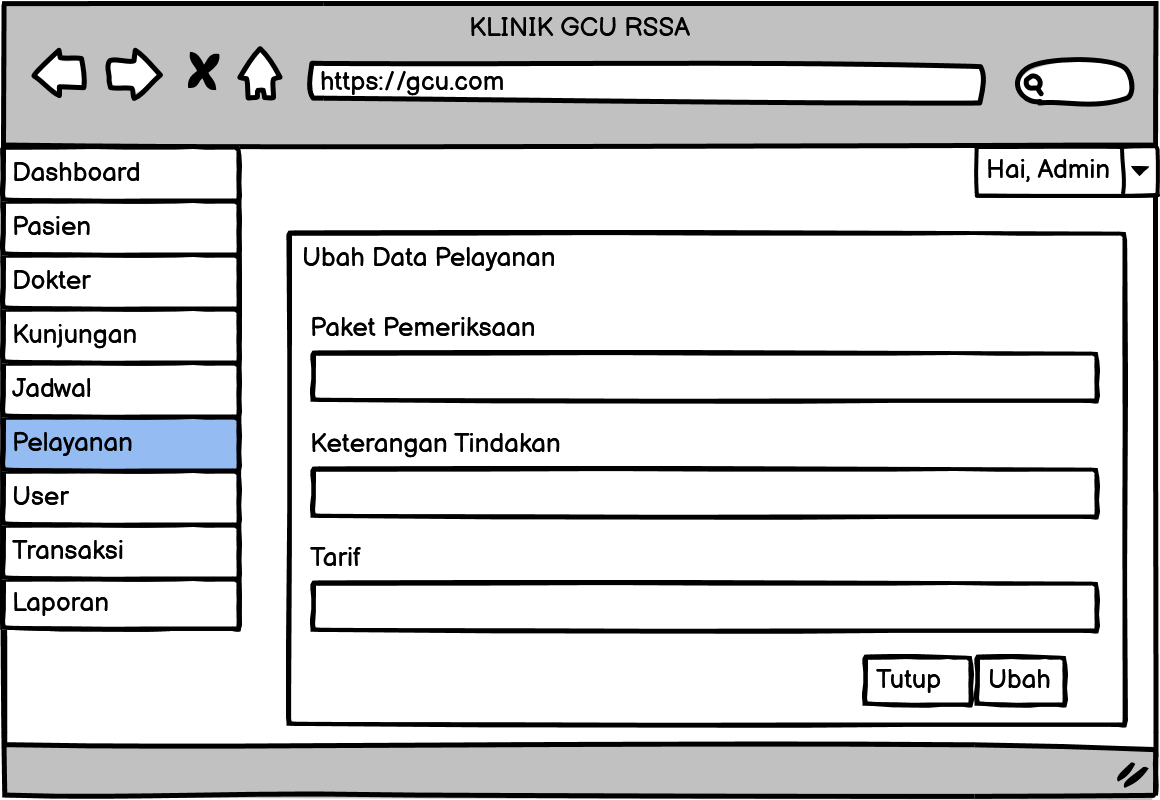 KLINIK GCU RSSA
https://gcu.com
Hai, Admin
Dashboard
Pasien
Dokter
Kunjungan
Jadwal
Pelayanan
User
Transaksi
Laporan
Ubah Data Pelayanan
Paket Pemeriksaan
Keterangan Tindakan
Tarif
Tutup
Ubah